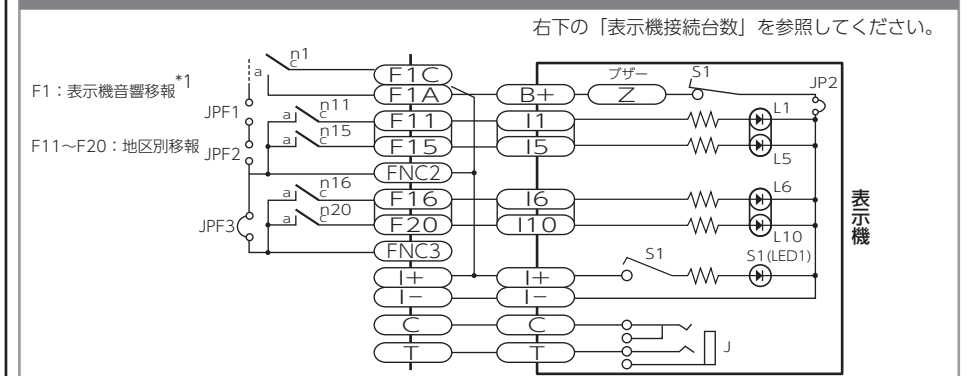 右下の「表示機接続台数」を参照してください。
n1
a
c
F1C
F1:表示機音響移報*1
F1A
B+
ブザー
Z
S1
JP2
JPF1
a
n11
c
F11
I1
L1
F11～F20:地区別移報
JPF2
a
n15
c
F15
I5
L5
FNC2
a
n16
c
F16
I6
L6
JPF3
a
n20
c
F20
I10
L10
FNC3
表示機
I+
I+
S1
S1(LED1)
I−
I−
C
C
T
T
J